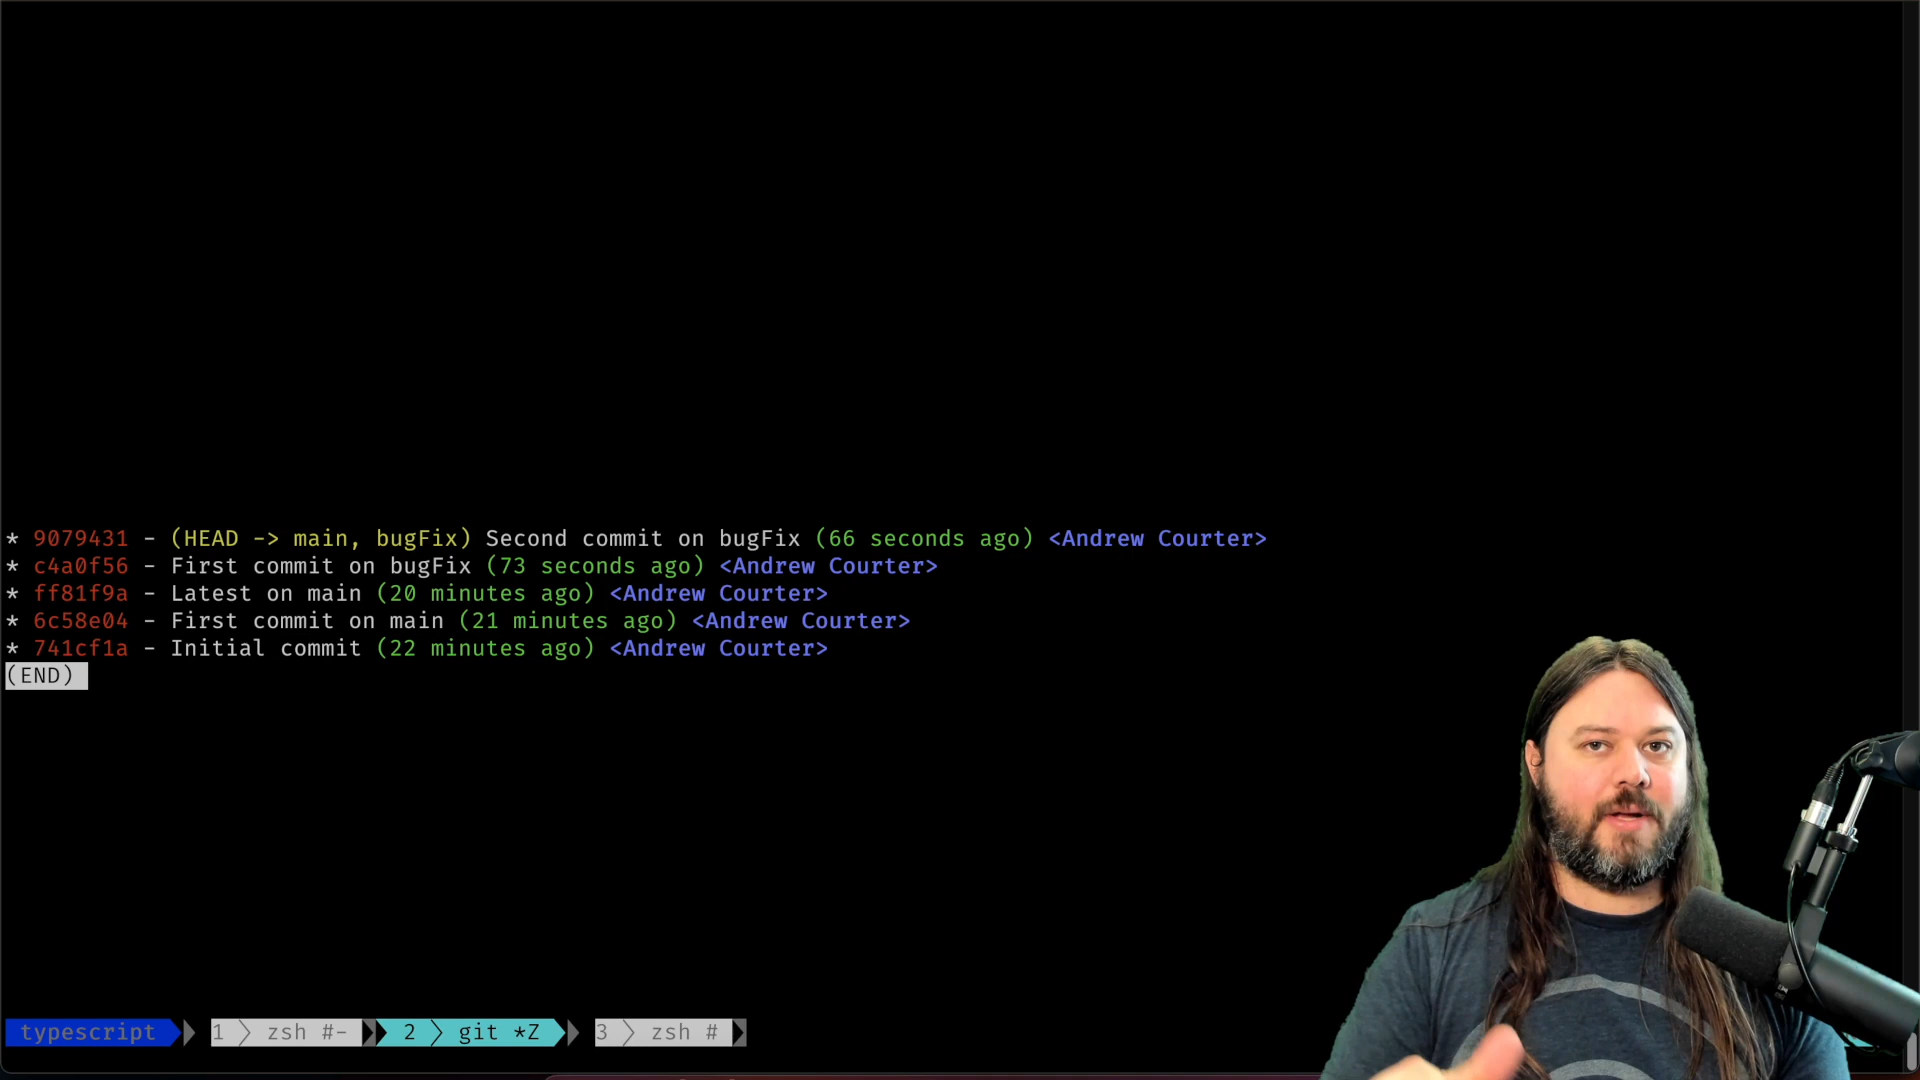 * 9079431 - (HEAD -> main, bugFix) Second commit on bugFix (66 seconds ago) <Andrew Courter>
* c4a0f56 - First commit on bugFix (73 seconds ago) <Andrew Courter>
* ff81f9a - Latest on main (20 minutes ago) <Andrew Courter>
* 6c58e04 - First commit on main (21 minutes ago) <Andrew Courter>
* 741cf1a - Initial commit (22 minutes ago) <Andrew Courter>
(END)
typescript 1 zsh #- 2 git *Z 3 zsh #